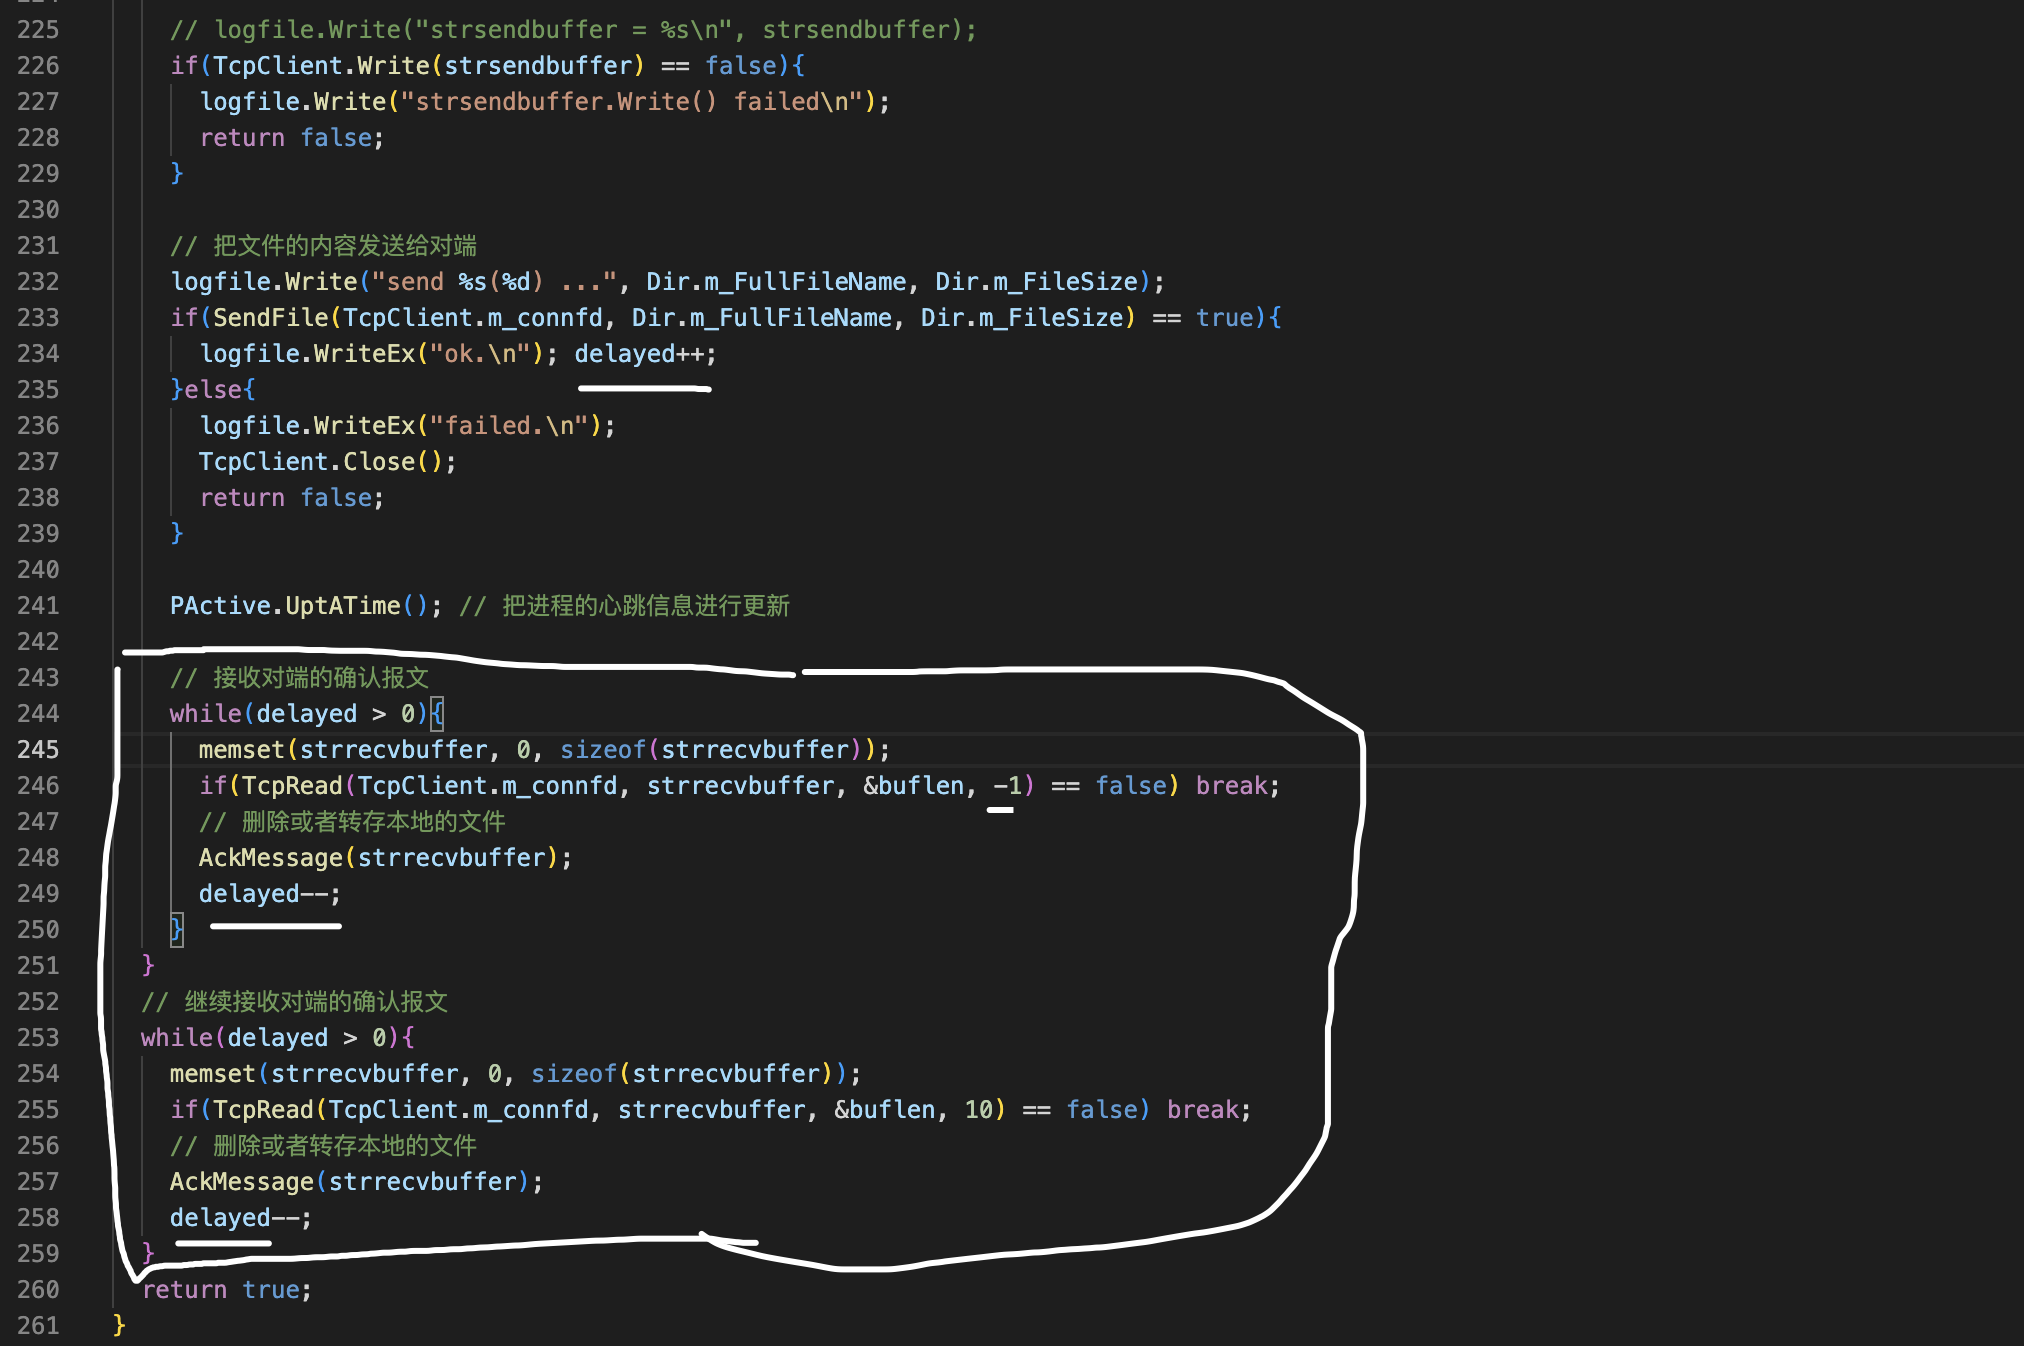 225 // logfile.Write("strsendbuffer = %s\n", strsendbuffer);
226 if(TcpClient.Write(strsendbuffer) == false){
227 logfile.Write("strsendbuffer.Write() failed\n");
228 return false;
229 }
230
231 // 把文件的内容发送给对端
232 logfile.Write("send %s(%d) ...", Dir.m_FullFileName, Dir.m_FileSize);
233 if(SendFile(TcpClient.m_connfd, Dir.m_FullFileName, Dir.m_FileSize) == true){
234 logfile.WriteEx("ok.\n"); delayed++;
235 }else{
236 logfile.WriteEx("failed.\n");
237 TcpClient.Close();
238 return false;
239 }
240
241 PActive.UptATime(); // 把进程的心跳信息进行更新
242
243 // 接收对端的确认报文
244 while(delayed > 0){
245 memset(strrecvbuffer, 0, sizeof(strrecvbuffer));
246 if(TcpRead(TcpClient.m_connfd, strrecvbuffer, &buflen, -1) == false) break;
247 // 删除或者转存本地的文件
248 AckMessage(strrecvbuffer);
249 delayed--;
250 }
251 }
252 // 继续接收对端的确认报文
253 while(delayed > 0){
254 memset(strrecvbuffer, 0, sizeof(strrecvbuffer));
255 if(TcpRead(TcpClient.m_connfd, strrecvbuffer, &buflen, 10) == false) break;
256 // 删除或者转存本地的文件
257 AckMessage(strrecvbuffer);
258 delayed--;
259 }
260 return true;
261 }